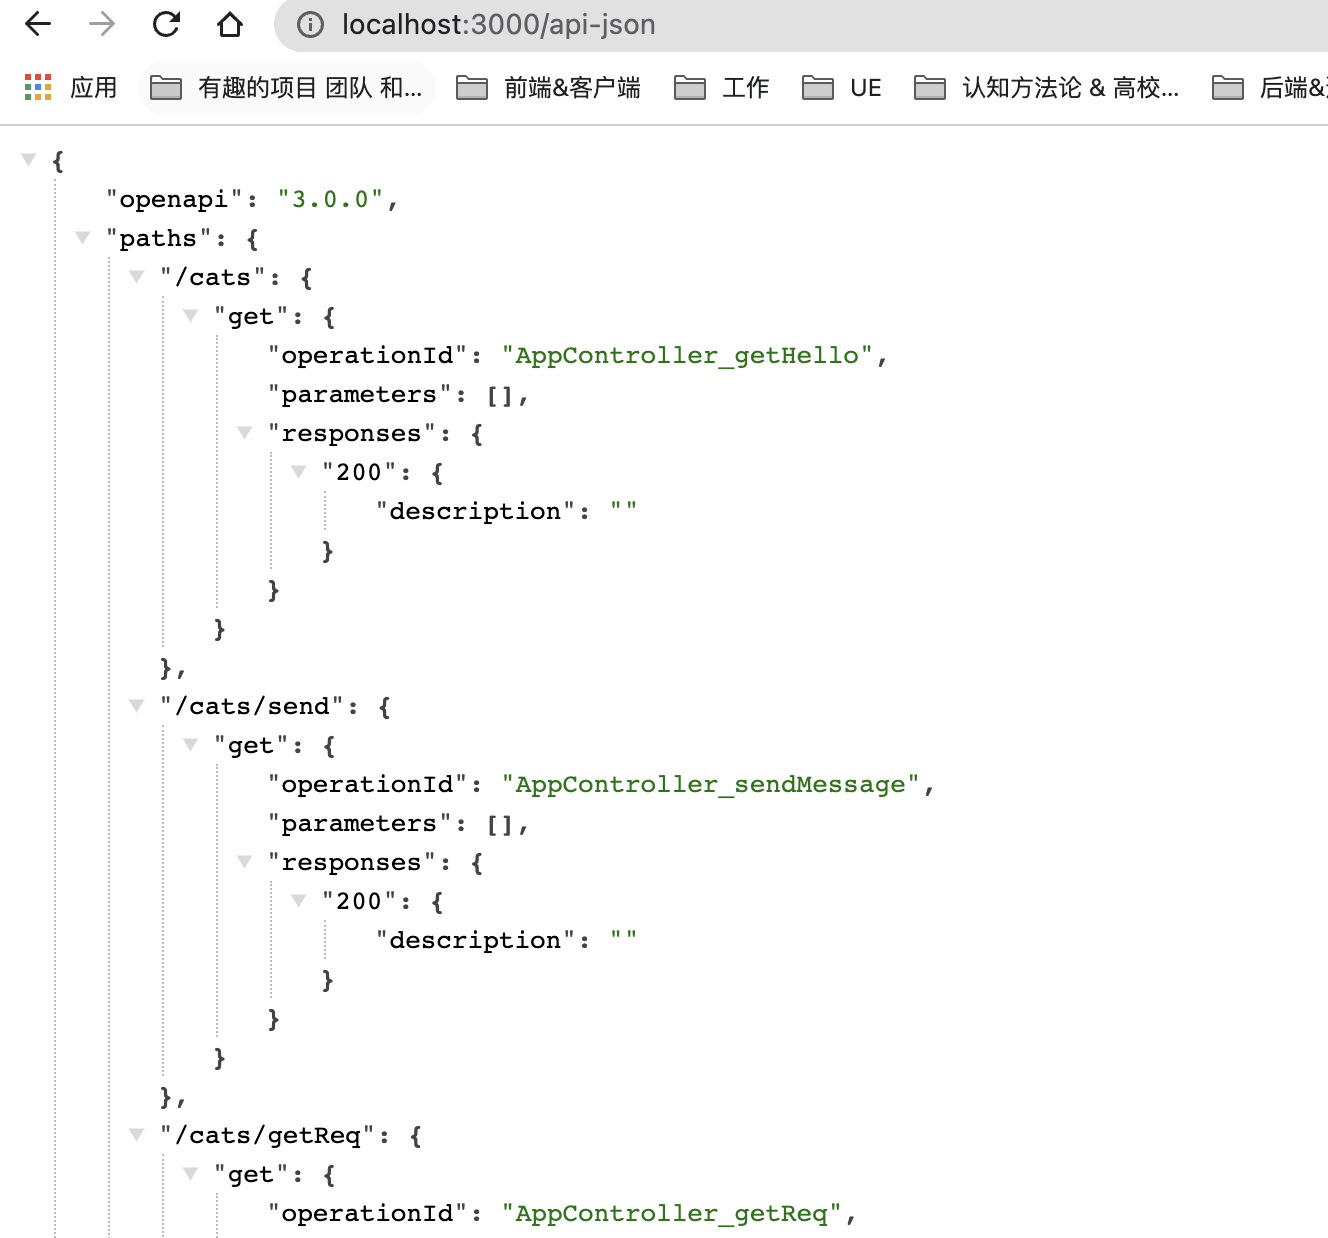 localhost:3000/api-json
应用 有趣的项目 团队 和... 前端&客户端 工作 UE 认知方法论 & 高校... 后端&
{
"openapi": "3.0.0",
"paths": {
"/cats": {
"get": {
"operationId": "AppController_getHello",
"parameters": [],
"responses": {
"200": {
"description": ""
}
}
}
},
"/cats/send": {
"get": {
"operationId": "AppController_sendMessage",
"parameters": [],
"responses": {
"200": {
"description": ""
}
}
}
},
"/cats/getReq": {
"get": {
"operationId": "AppController_getReq",